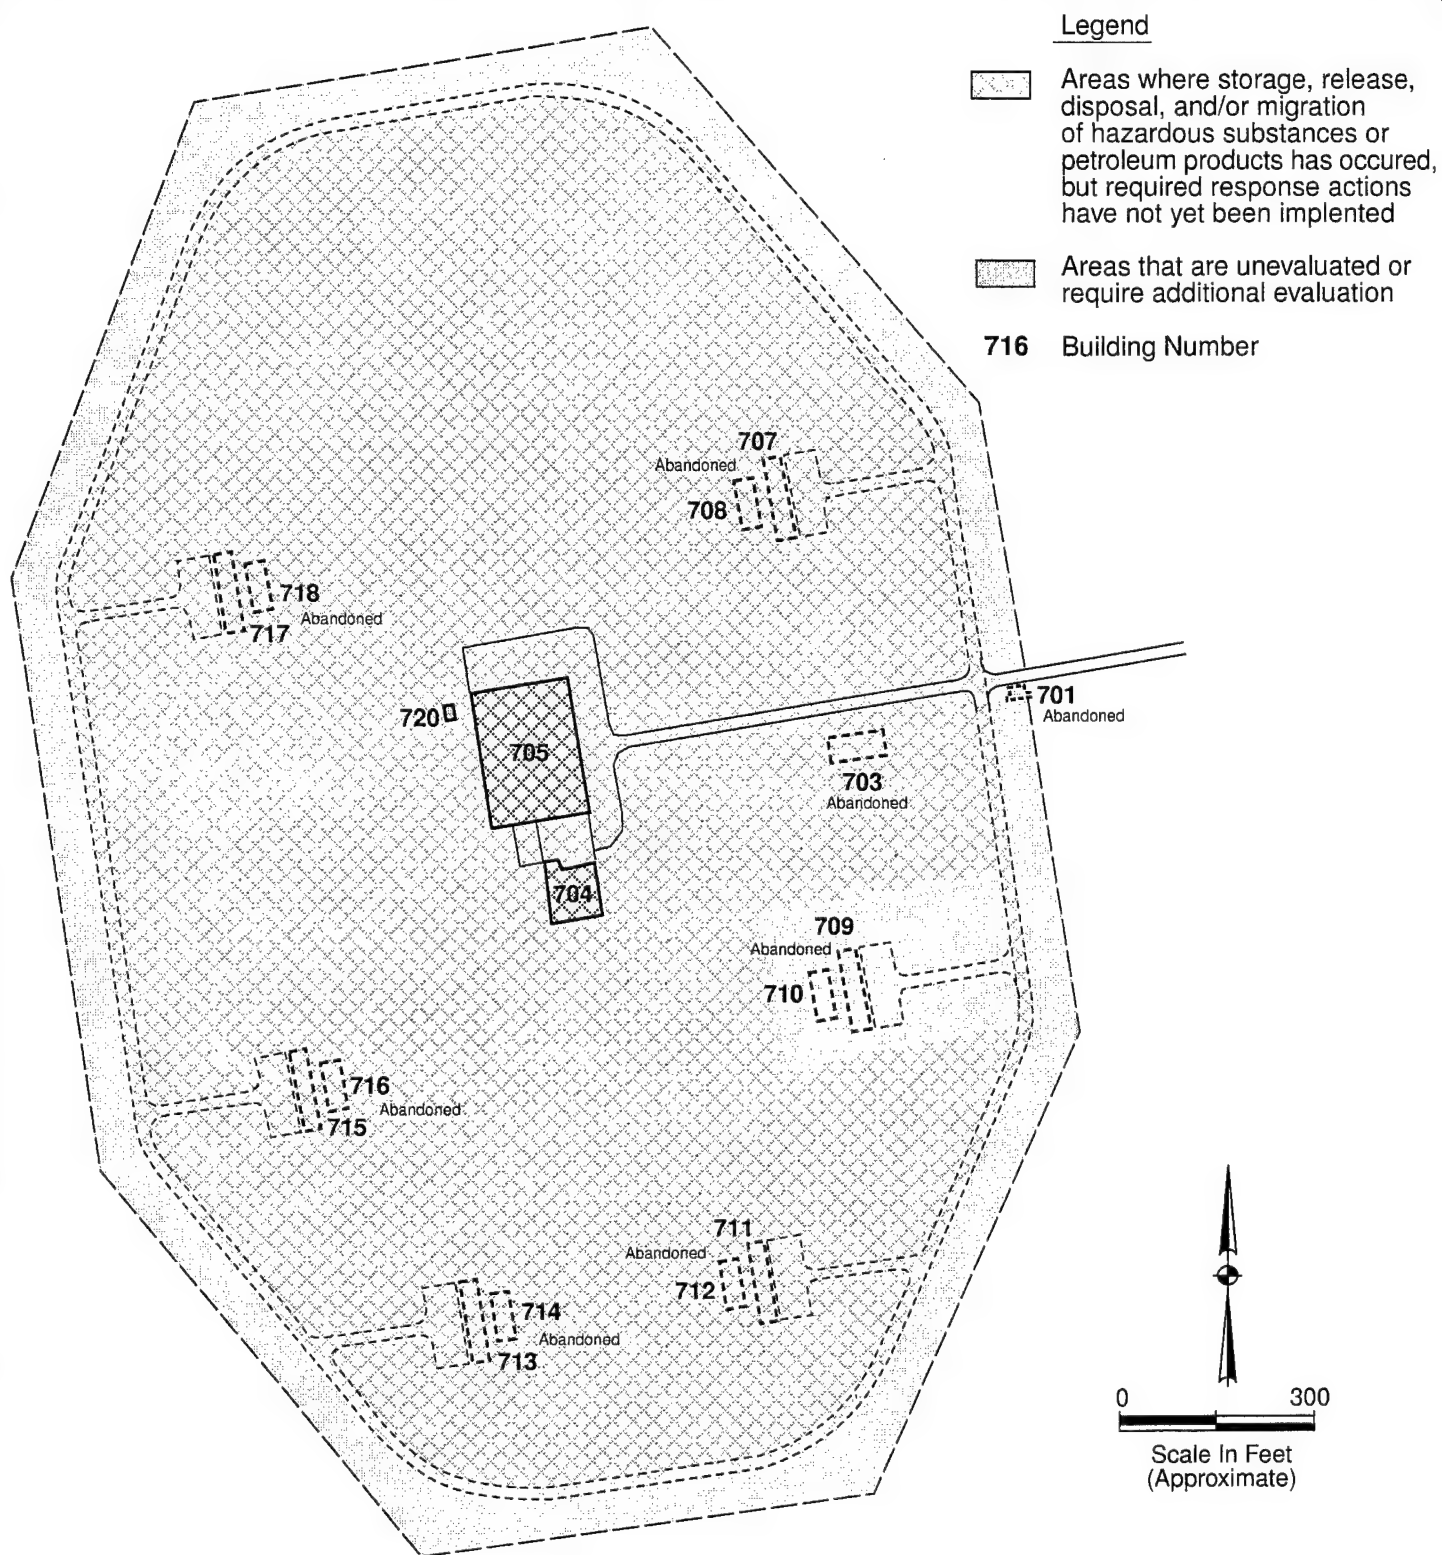 Legend
Areas where storage, release,
disposal, and/or migration
of hazardous substances or
petroleum products has occured,
but required response actions
have not yet been implented
Areas that are unevaluated or
require additional evaluation
716 Building Number
707
Abandoned
708
718
Abandoned
717
720
705
701
Abandoned
703
Abandoned
704
709
Abandoned
710
716
Abandoned
715
711
Abandoned
712
714
Abandoned
713
0 300
Scale In Feet
(Approximate)